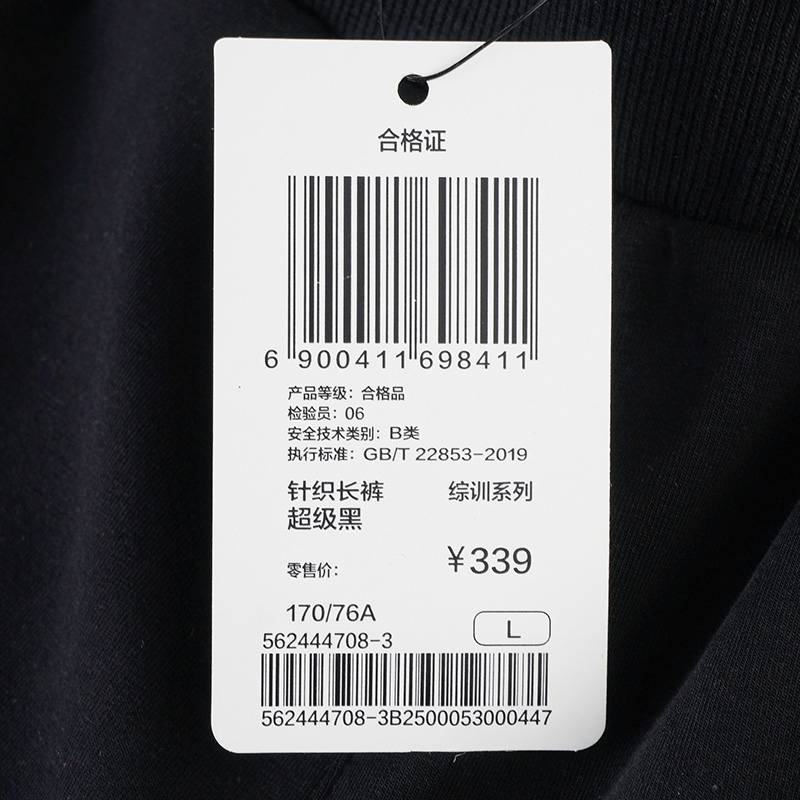 合格证
6 900411 698411
产品等级：合格品
检验员：06
安全技术类别：B类
执行标准：GB/T 22853-2019
针织长裤 综训系列
超级黑
零售价： ¥339
170/76A L
562444708-3
562444708-3B2500053000447